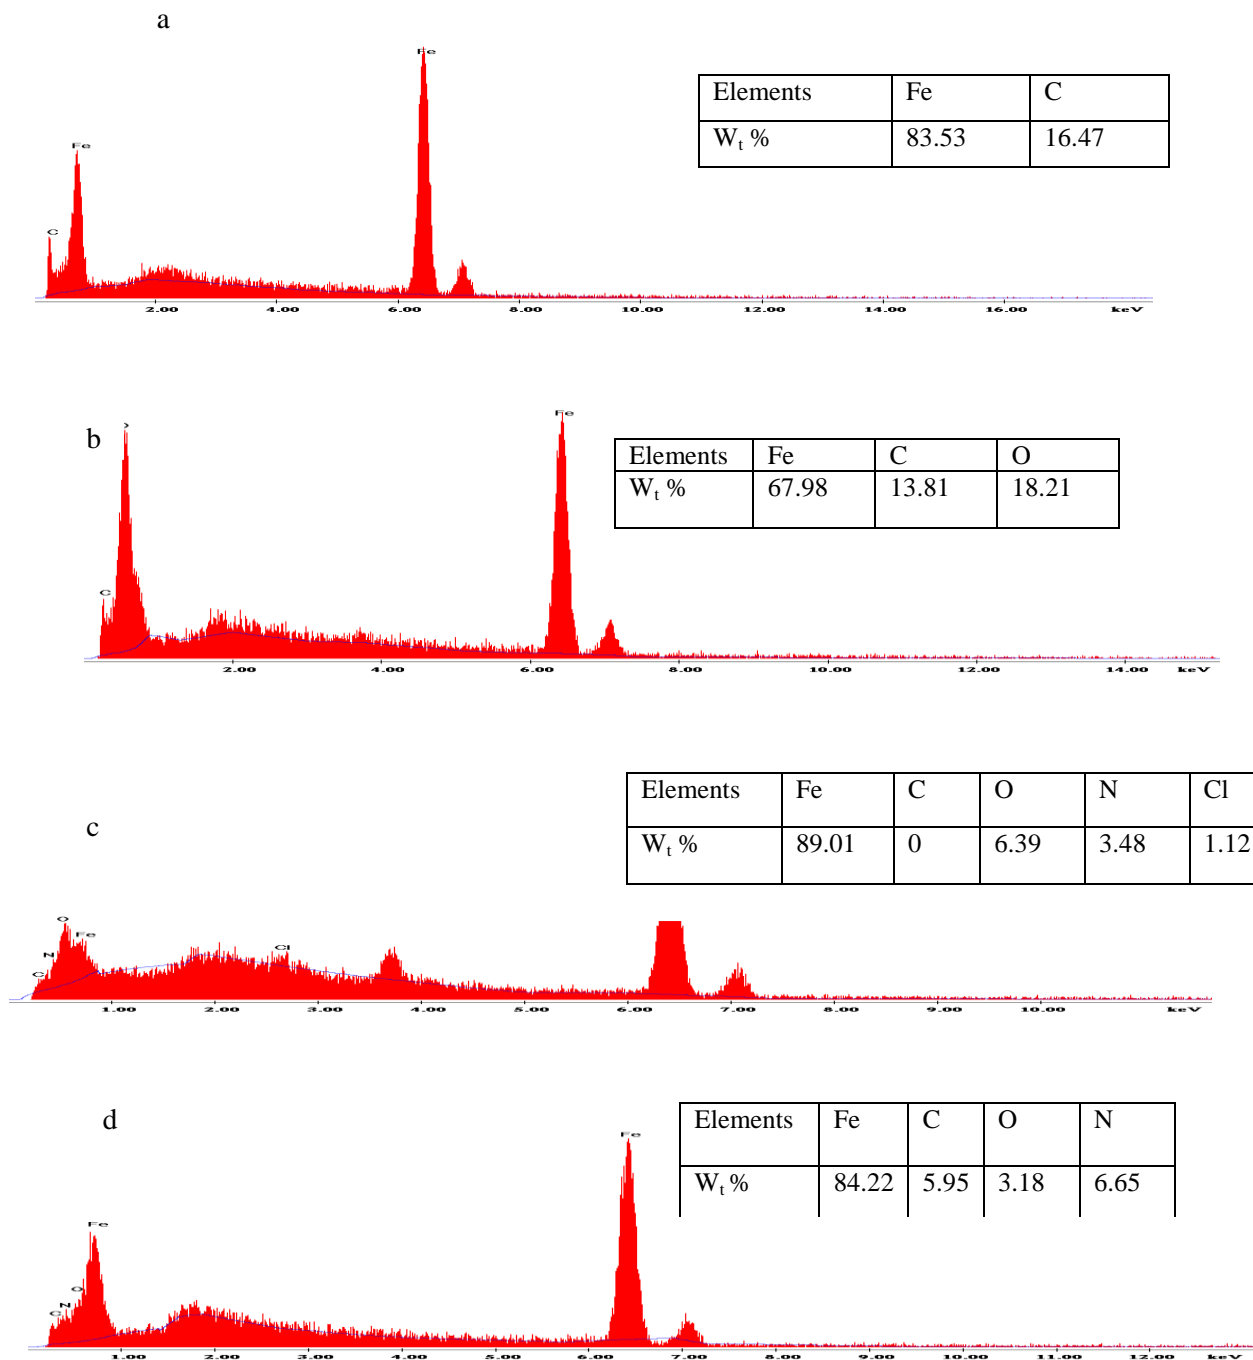 a
Fe
Elements Fe C
Wt % 83.53 16.47
Fe
C
2.00 4.00 6.00 8.00 10.00 12.00 14.00 16.00 keV
b
Fe
Elements Fe C O
Wt % 67.98 13.81 18.21
C
2.00 4.00 6.00 8.00 10.00 12.00 14.00 keV
Elements Fe C O N Cl
c
Wt % 89.01 0 6.39 3.48 1.12
O
Fe
N
Cl
C
1.00 2.00 3.00 4.00 5.00 6.00 7.00 8.00 9.00 10.00 keV
d
Elements Fe C O N
Fe
Wt % 84.22 5.95 3.18 6.65
Fe
O
N
C
1.00 2.00 3.00 4.00 5.00 6.00 7.00 8.00 9.00 10.00 11.00 12.00 keV